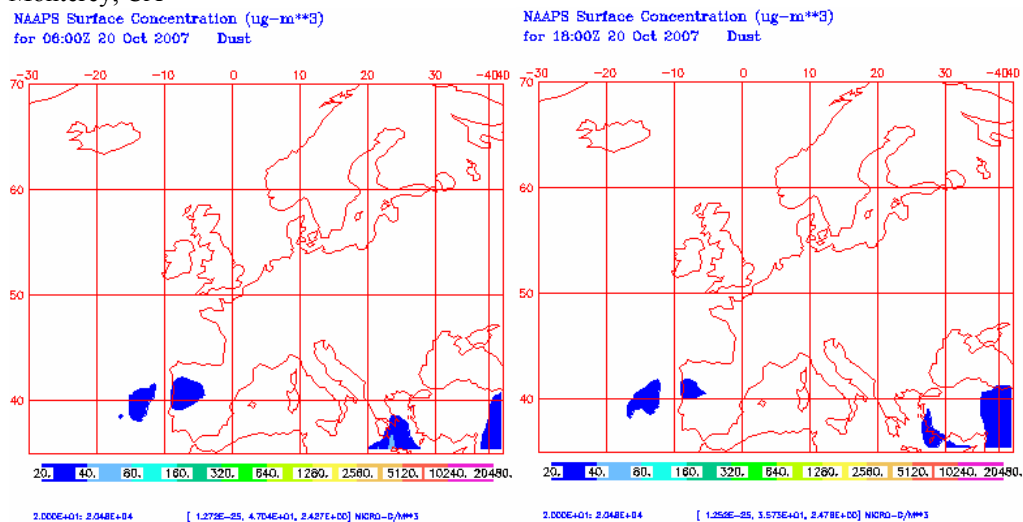 Monterey, CA
NAAPS Surface Concentration (ug-m**3)
for 06:00Z 20 Oct 2007 Dust
-30 -20 -10 0 10 20 30 -4040
70
60
50
40
20. 40. 80. 160. 320. 640. 1280. 2560. 5120. 10240. 20480.
2.000E+01: 2.048E+04 [ 1.272E-25, 4.704E+01, 2.427E+00] MICRO-G/M**3
NAAPS Surface Concentration (ug-m**3)
for 18:00Z 20 Oct 2007 Dust
-30 -20 -10 0 10 20 30 -4040
70
60
50
40
20. 40. 80. 160. 320. 640. 1280. 2560. 5120. 10240. 20480.
2.000E+01: 2.048E+04 [ 1.252E-25, 3.573E+01, 2.478E+00] MICRO-G/M**3